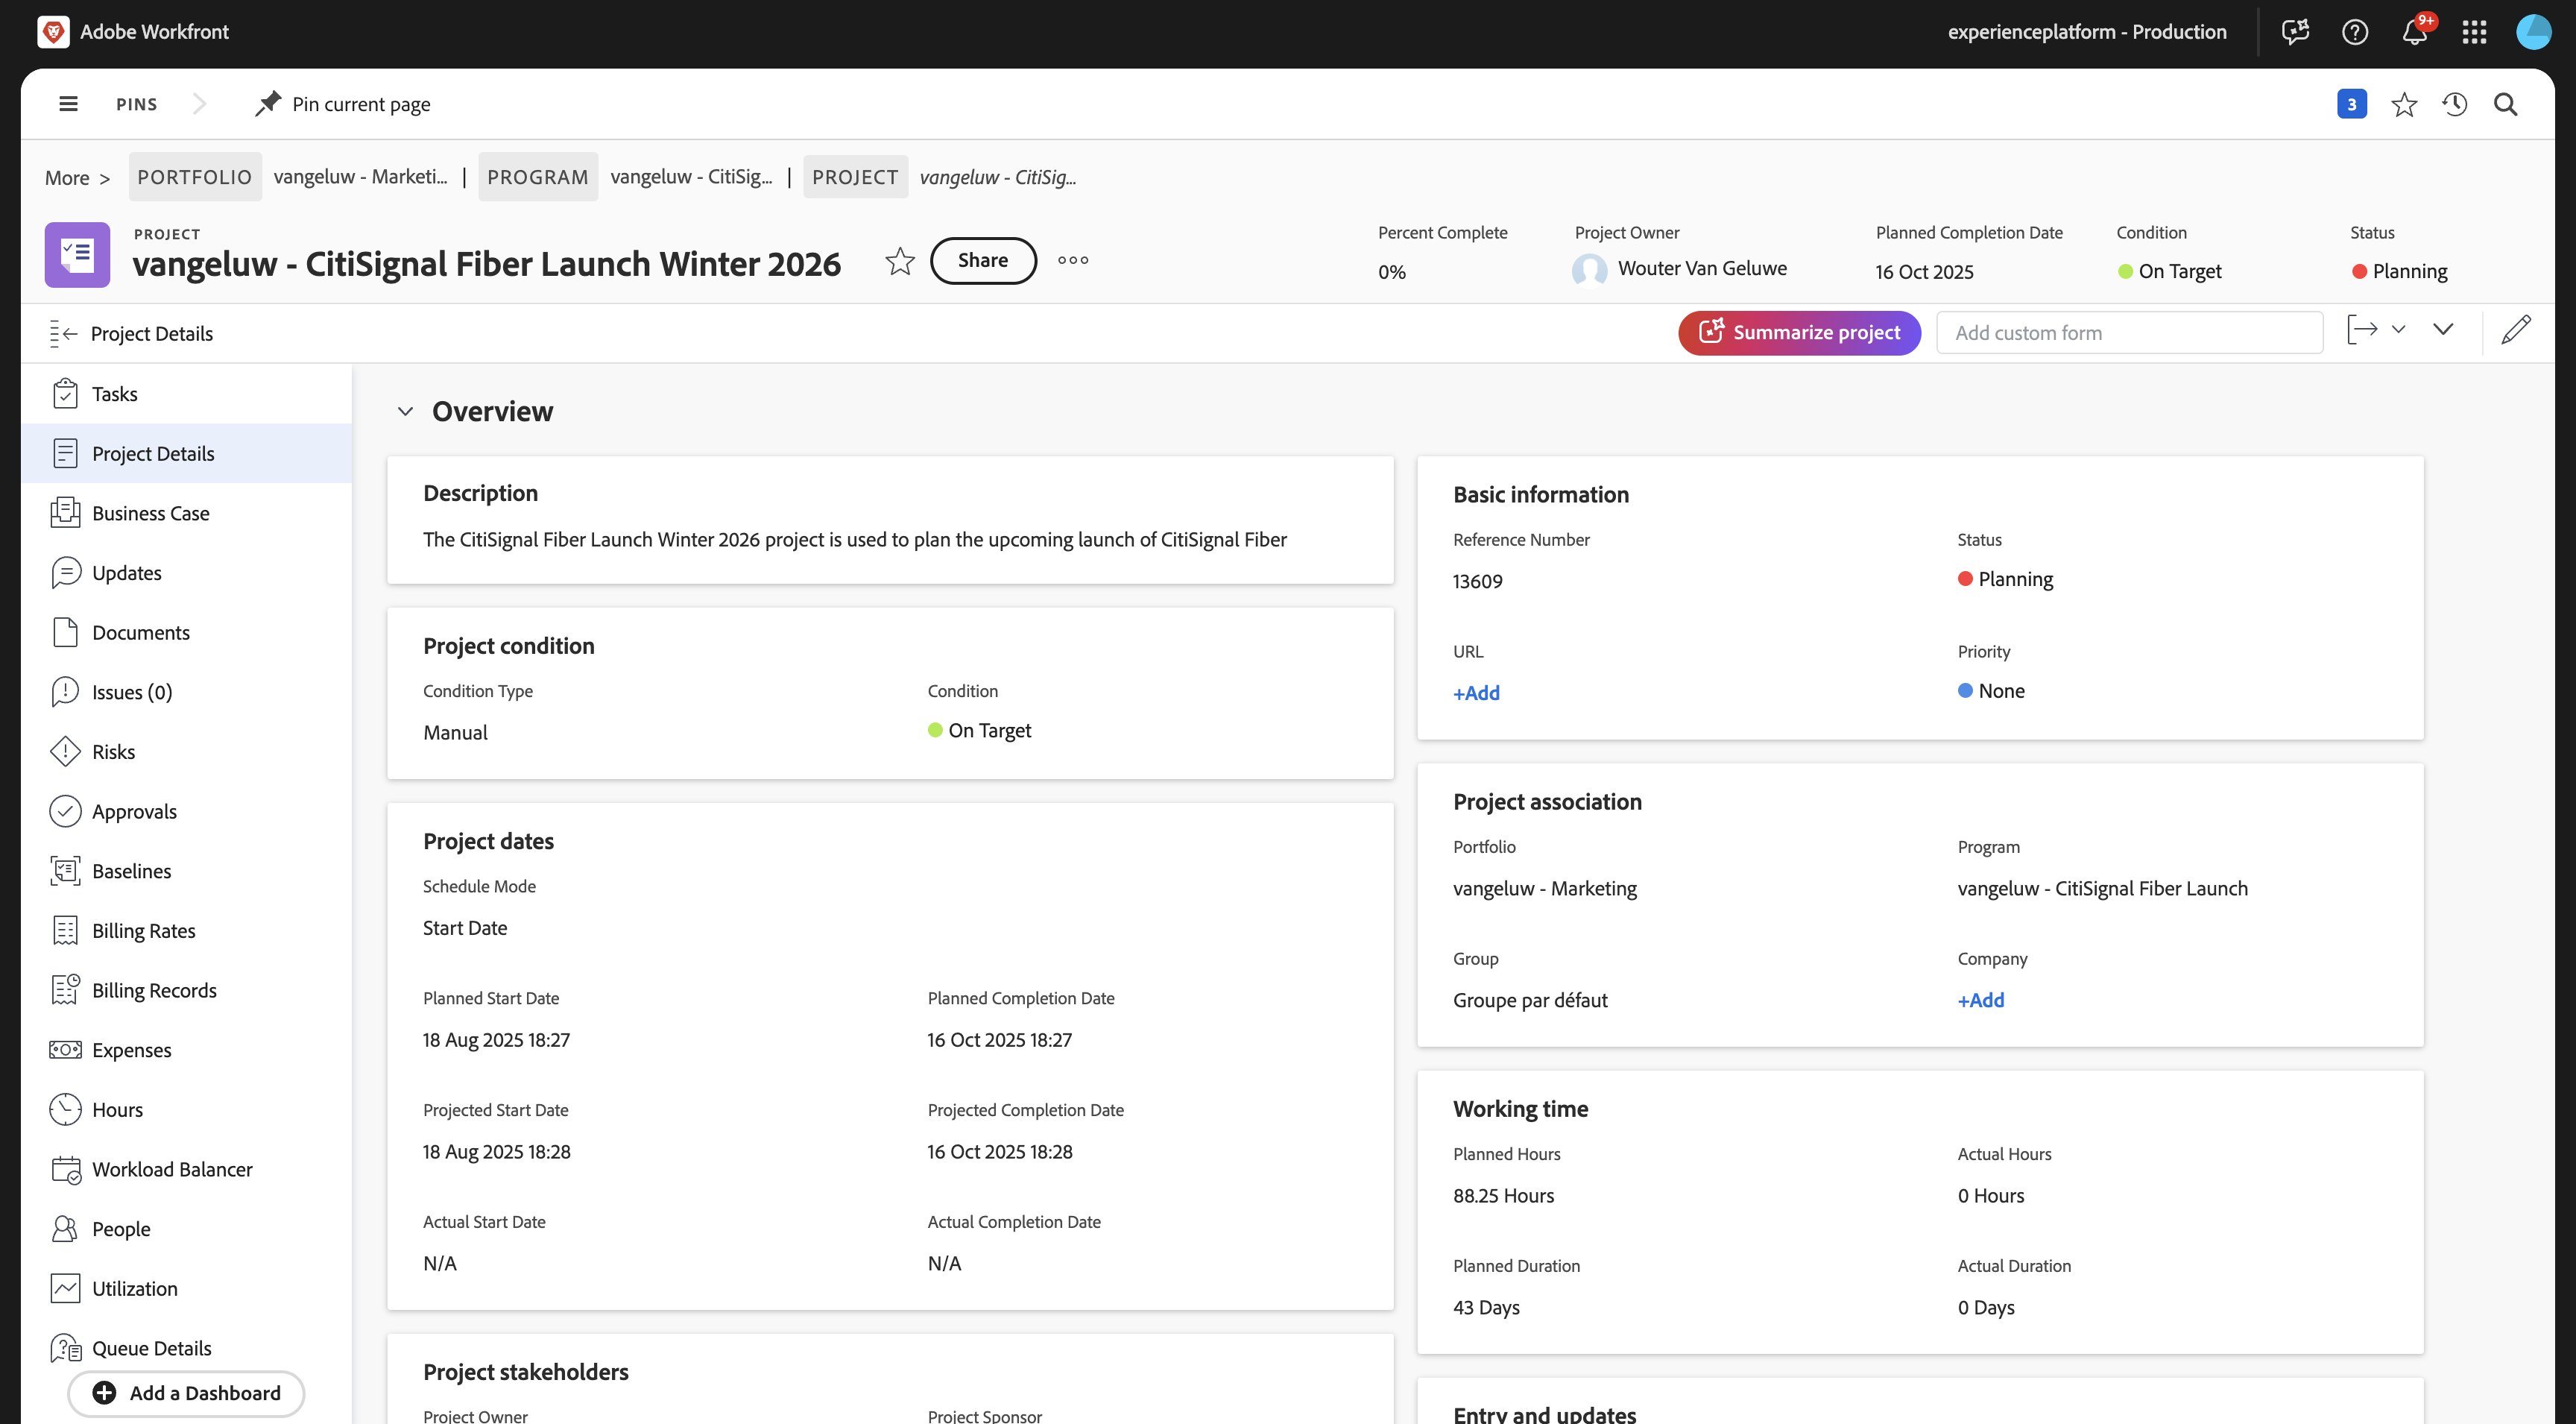 Adobe Workfront
experienceplatform - Production
9+
PINS
Pin current page
3
More >
PORTFOLIO
vangeluw - Marketi...
|
PROGRAM
vangeluw - CitiSig...
|
PROJECT
vangeluw - CitiSig...
PROJECT
vangeluw - CitiSignal Fiber Launch Winter 2026
Share
Percent Complete
0%
Project Owner
Wouter Van Geluwe
Planned Completion Date
16 Oct 2025
Condition
On Target
Status
Planning
Project Details
Summarize project
Add custom form
Tasks
Project Details
Business Case
Updates
Documents
Issues (0)
Risks
Approvals
Baselines
Billing Rates
Billing Records
Expenses
Hours
Workload Balancer
People
Utilization
Queue Details
Add a Dashboard
Overview
Description
The CitiSignal Fiber Launch Winter 2026 project is used to plan the upcoming launch of CitiSignal Fiber
Project condition
Condition Type
Manual
Condition
On Target
Project dates
Schedule Mode
Start Date
Planned Start Date
18 Aug 2025 18:27
Planned Completion Date
16 Oct 2025 18:27
Projected Start Date
18 Aug 2025 18:28
Projected Completion Date
16 Oct 2025 18:28
Actual Start Date
N/A
Actual Completion Date
N/A
Project stakeholders
Project Owner
Project Sponsor
Basic information
Reference Number
13609
Status
Planning
URL
+Add
Priority
None
Project association
Portfolio
vangeluw - Marketing
Program
vangeluw - CitiSignal Fiber Launch
Group
Groupe par défaut
Company
+Add
Working time
Planned Hours
88.25 Hours
Actual Hours
0 Hours
Planned Duration
43 Days
Actual Duration
0 Days
Entry and updates